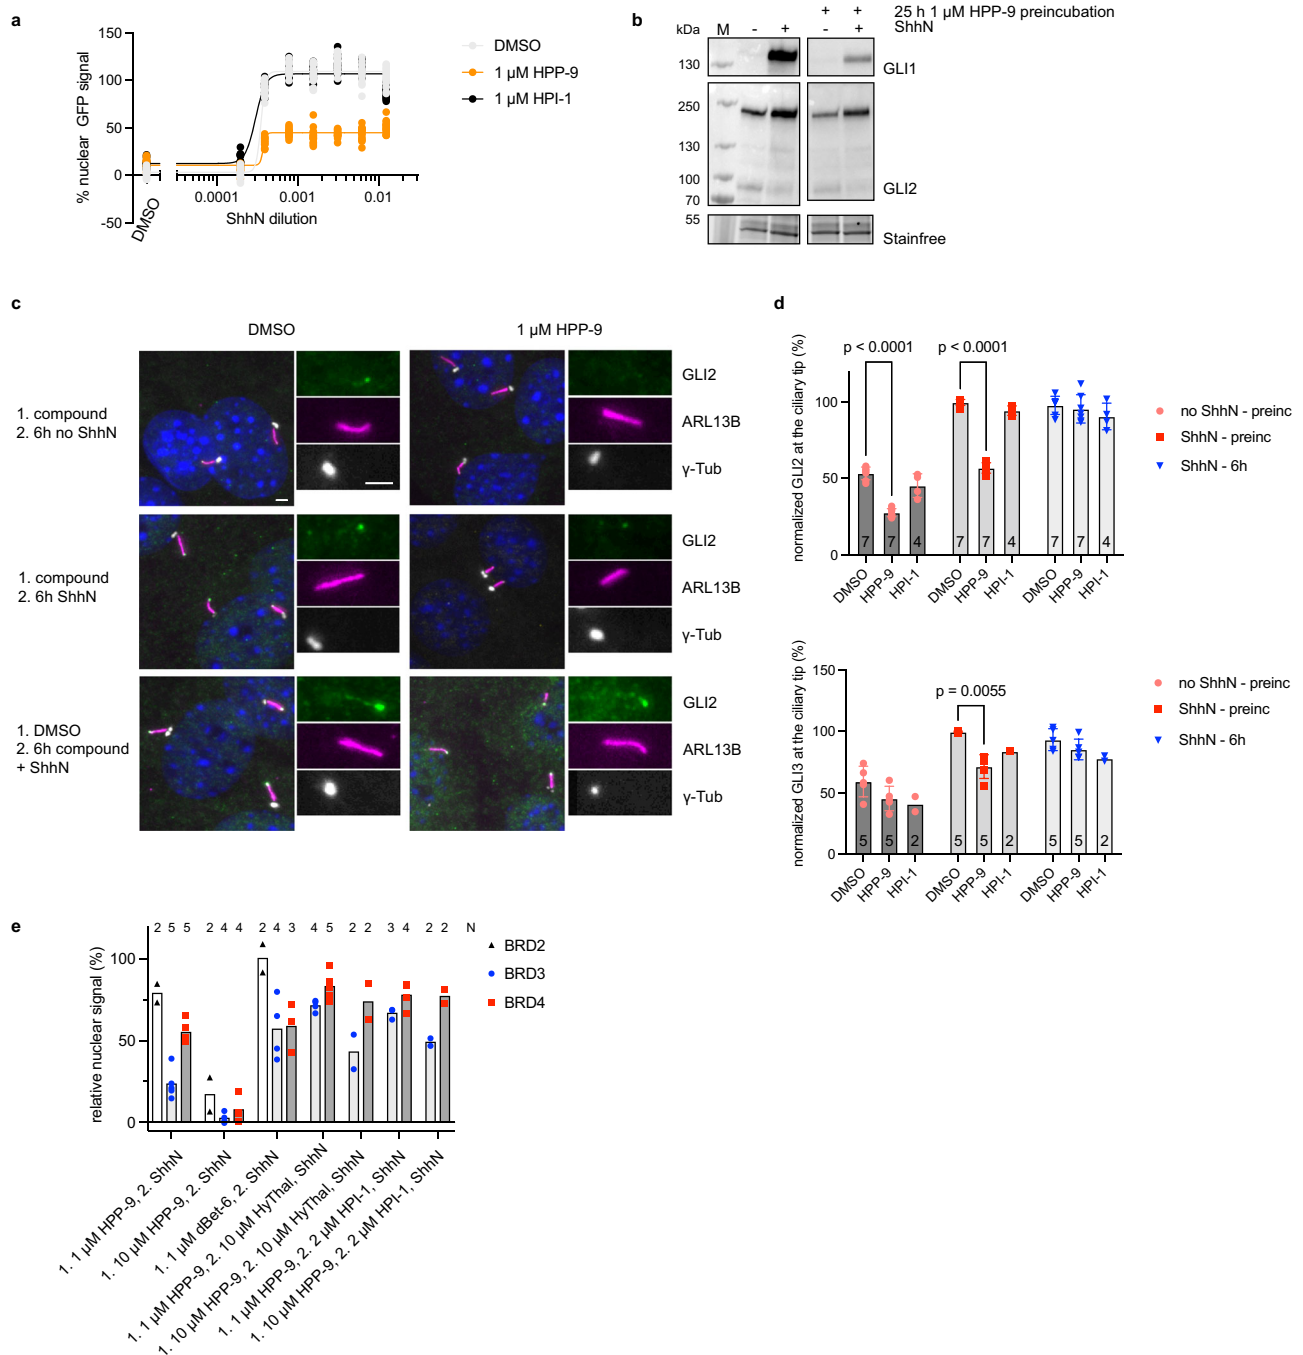 a
150
100
50
0
-50
% nuclear GFP signal
DMSO
0.0001
0.001
0.01
ShhN dilution
DMSO
1 µM HPP-9
1 µM HPI-1
b
+ + 25 h 1 µM HPP-9 preincubation
kDa M - + - + ShhN
130
GLI1
250
130
100
70
GLI2
55
Stainfree
c
DMSO
1 µM HPP-9
1. compound
2. 6h no ShhN
GLI2
ARL13B
γ-Tub
1. compound
2. 6h ShhN
GLI2
ARL13B
γ-Tub
1. DMSO
2. 6h compound
+ ShhN
GLI2
ARL13B
γ-Tub
d
normalized GLI2 at the ciliary tip (%)
100
50
0
p < 0.0001
p < 0.0001
7 7 4 7 7 4 7 7 4
DMSO HPP-9 HPI-1 DMSO HPP-9 HPI-1 DMSO HPP-9 HPI-1
no ShhN - preinc
ShhN - preinc
ShhN - 6h
normalized GLI3 at the ciliary tip (%)
150
100
50
0
p = 0.0055
5 5 2 5 5 2 5 5 2
DMSO HPP-9 HPI-1 DMSO HPP-9 HPI-1 DMSO HPP-9 HPI-1
no ShhN - preinc
ShhN - preinc
ShhN - 6h
e
2 5 5 2 4 4 2 4 3 4 5 2 2 3 4 2 2 N
relative nuclear signal (%)
100
50
0
BRD2
BRD3
BRD4
1. 1 µM HPP-9, 2. ShhN
1. 10 µM HPP-9, 2. ShhN
1. 1 µM dBet-6, 2. ShhN
1. 1 µM HPP-9, 2. 10 µM HyThal, ShhN
1. 10 µM HPP-9, 2. 10 µM HyThal, ShhN
1. 1 µM HPP-9, 2. 2 µM HPI-1, ShhN
1. 10 µM HPP-9, 2. 2 µM HPI-1, ShhN